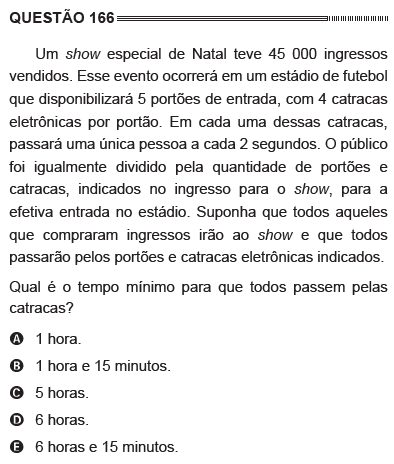 QUESTÃO 166
Um show especial de Natal teve 45 000 ingressos
vendidos. Esse evento ocorrerá em um estádio de futebol
que disponibilizará 5 portões de entrada, com 4 catracas
eletrônicas por portão. Em cada uma dessas catracas,
passará uma única pessoa a cada 2 segundos. O público
foi igualmente dividido pela quantidade de portões e
catracas, indicados no ingresso para o show, para a
efetiva entrada no estádio. Suponha que todos aqueles
que compraram ingressos irão ao show e que todos
passarão pelos portões e catracas eletrônicas indicados.
Qual é o tempo mínimo para que todos passem pelas
catracas?
A 1 hora.
B 1 hora e 15 minutos.
C 5 horas.
D 6 horas.
E 6 horas e 15 minutos.